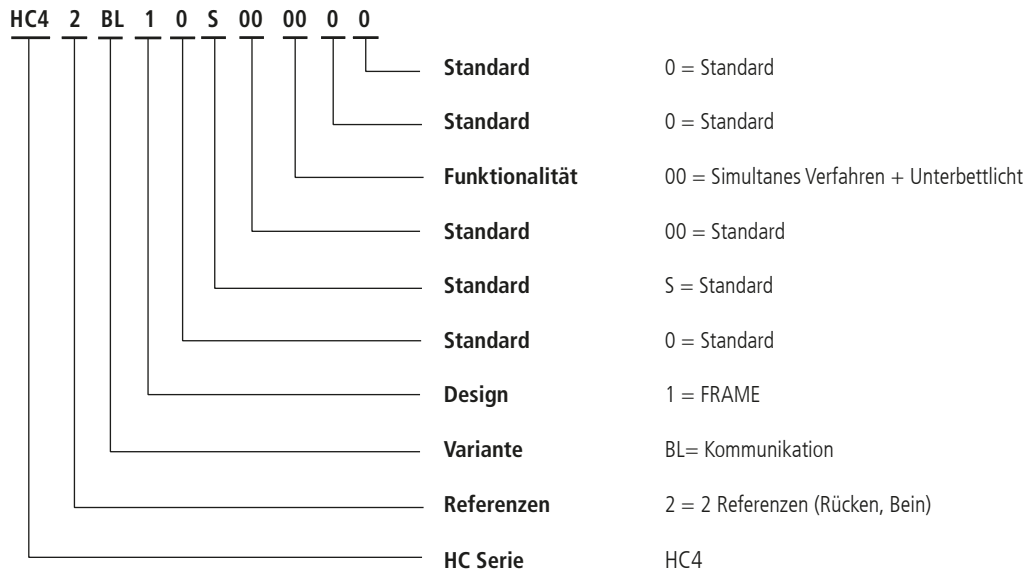 HC4 2 BL 1 0 S 00 00 0 0
Standard 0 = Standard
Standard 0 = Standard
Funktionalität 00 = Simultanes Verfahren + Unterbettlicht
Standard 00 = Standard
Standard S = Standard
Standard 0 = Standard
Design 1 = FRAME
Variante BL= Kommunikation
Referenzen 2 = 2 Referenzen (Rücken, Bein)
HC Serie HC4